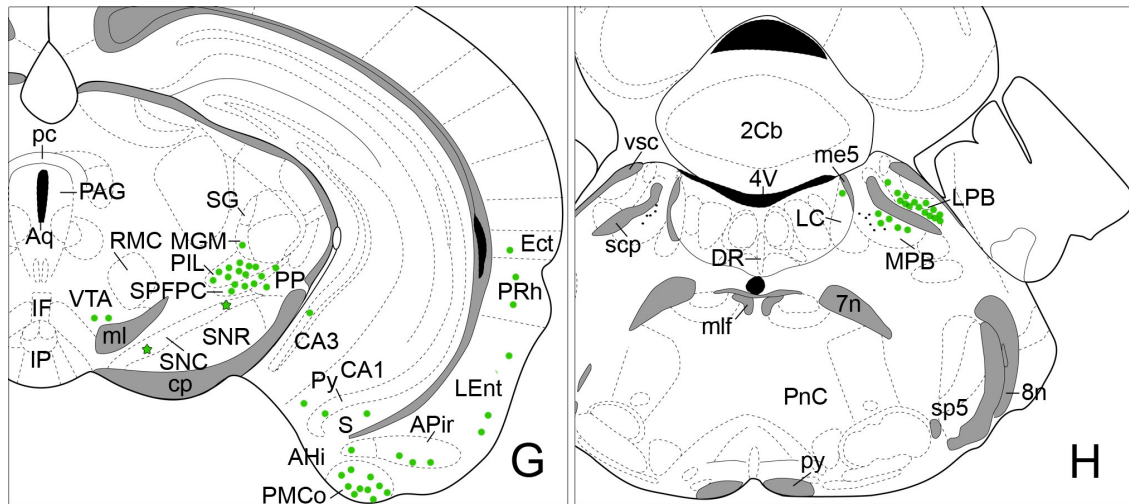 pc
PAG
Aq
SG
RMC
MGM
PIL
SPFPC
PP
VTA
IF
ml
SNR
SNC
IP
cp
CA3
CA1
Py
S
AHi
PMCo
APir
LEnt
Ect
PRh
G
2Cb
vsc
me5
4V
LPB
LC
scp
DR
MPB
mlf
7n
PnC
sp5
8n
py
H